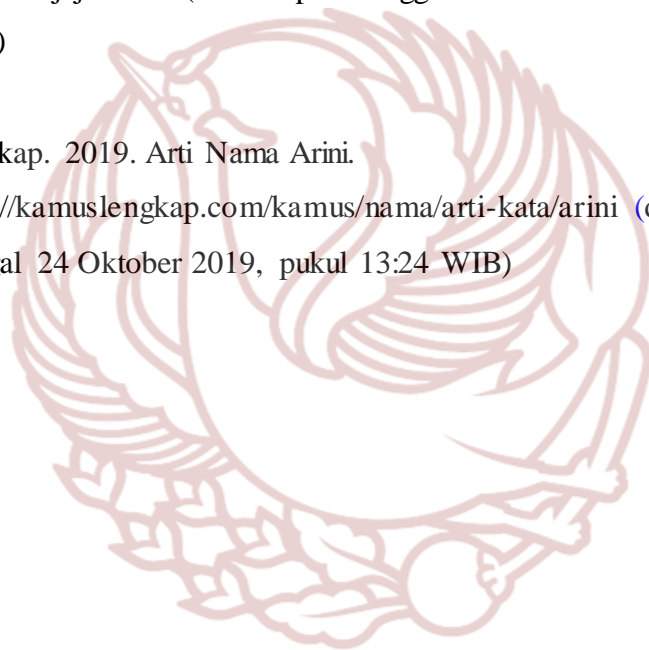 )
kap. 2019. Arti Nama Arini.
//kamuslengkap.com/kamus/nama/arti-kata/arini (
al 24 Oktober 2019, pukul 13:24 WIB)